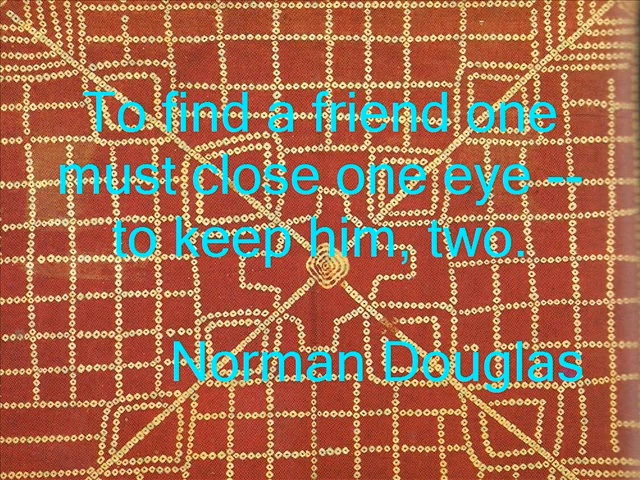 To find a friend one
must close one eye --
to keep him, two.
Norman Douglas